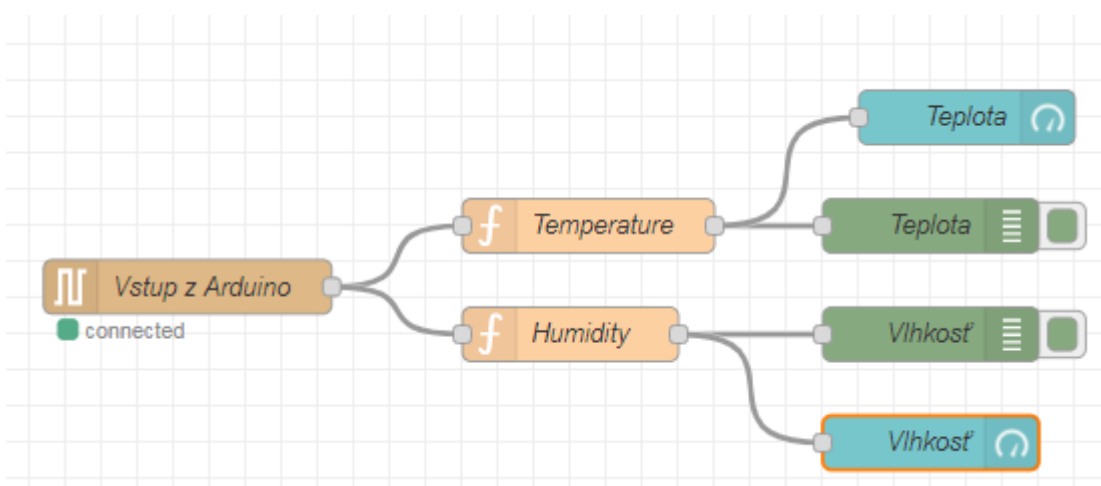 Teplota
Temperature
Teplota
Vstup z Arduino
connected
Humidity
Vlhkosť
Vlhkosť